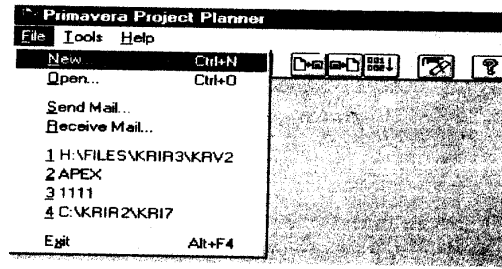 Primavera Project Planner
File Tools Help
New... Ctrl+N
Open... Ctrl+O
Send Mail...
Receive Mail...
1 H:\FILES\KRIR3\KRV2
2 APEX
3 1111
4 C:\KRIR2\KRI7
Exit Alt+F4